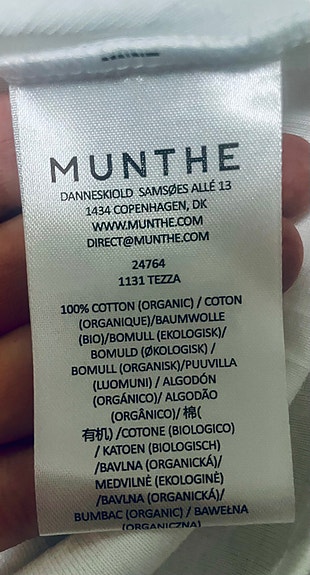 MUNTHE
DANNESKIOLD SAMSØES ALLÉ 13
1434 COPENHAGEN, DK
WWW.MUNTHE.COM
DIRECT@MUNTHE.COM
24764
1131 TEZZA
100% COTTON (ORGANIC) / COTON
(ORGANIQUE)/BAUMWOLLE
(BIO)/BOMULL (EKOLOGISK)/
BOMULD (ØKOLOGISK) /
BOMULL (ORGANISK)/PUUVILLA
(LUOMUNI) / ALGODÓN
(ORGÁNICO)/ ALGODÃO
(ORGÂNICO)/ 棉(
有机) /COTONE (BIOLOGICO)
/ KATOEN (BIOLOGISCH)
/BAVLNA (ORGANICKÁ)/
MEDVILNĖ (EKOLOGINĖ)
/BAVLNA (ORGANICKÁ)/
BUMBAC (ORGANIC) / BAWEŁNA
(ORGANICZNA)